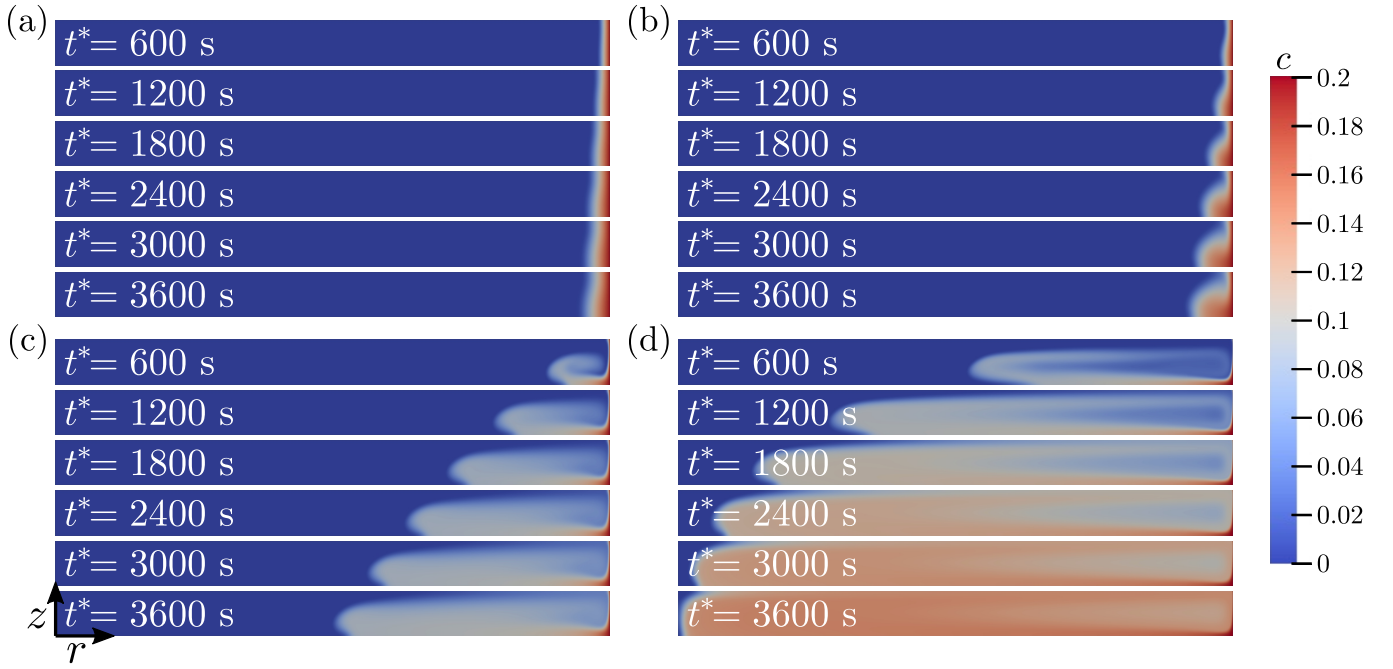 (a)
t*= 600 s
t*= 1200 s
t*= 1800 s
t*= 2400 s
t*= 3000 s
t*= 3600 s
(b)
t*= 600 s
t*= 1200 s
t*= 1800 s
t*= 2400 s
t*= 3000 s
t*= 3600 s
(c)
t*= 600 s
t*= 1200 s
t*= 1800 s
t*= 2400 s
t*= 3000 s
t*= 3600 s
z
r
(d)
t*= 600 s
t*= 1200 s
t*= 1800 s
t*= 2400 s
t*= 3000 s
t*= 3600 s
c
0.2
0.18
0.16
0.14
0.12
0.1
0.08
0.06
0.04
0.02
0